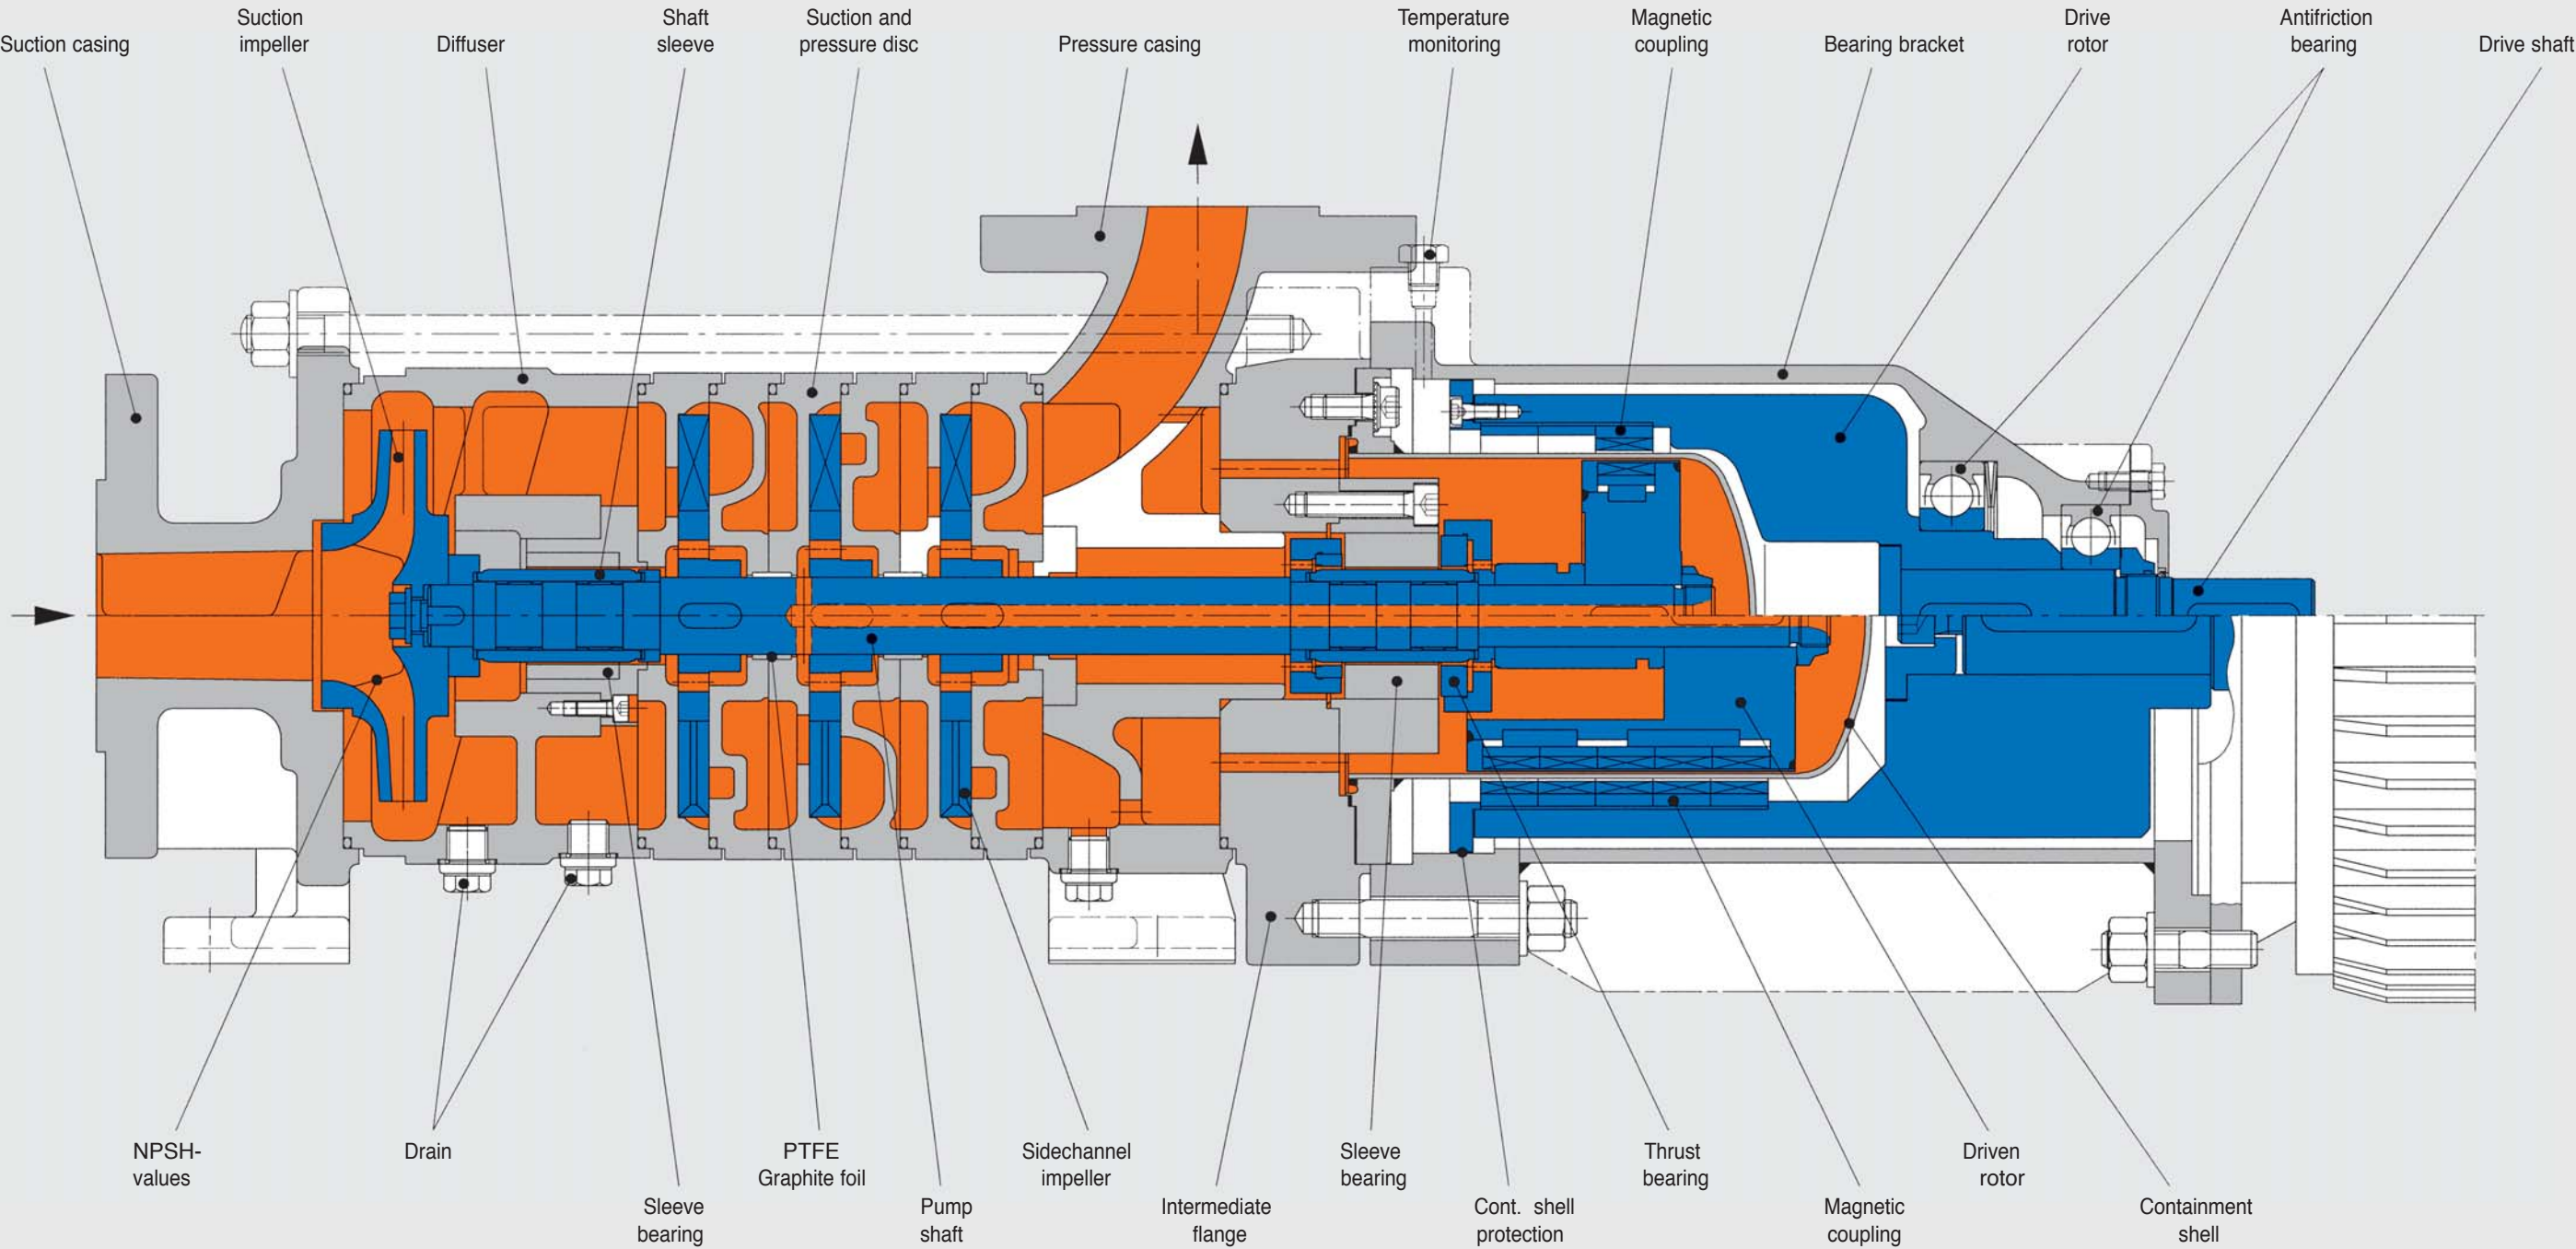 Suction casing
Suction
impeller
Diffuser
Shaft
sleeve
Suction and
pressure disc
Pressure casing
Temperature
monitoring
Magnetic
coupling
Bearing bracket
Drive
rotor
Antifriction
bearing
Drive shaft
NPSH-
values
Drain
Sleeve
bearing
PTFE
Graphite foil
Pump
shaft
Sidechannel
impeller
Intermediate
flange
Sleeve
bearing
Cont. shell
protection
Thrust
bearing
Magnetic
coupling
Driven
rotor
Containment
shell